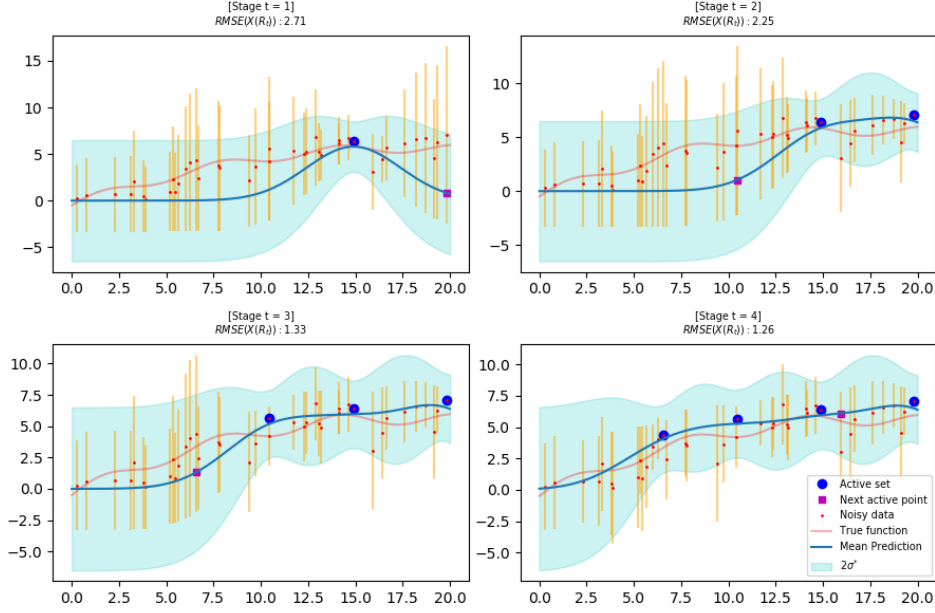 [Stage t = 1]
RMSE(X(Rₜ)) : 2.71
15
10
5
0
−5
0.0 2.5 5.0 7.5 10.0 12.5 15.0 17.5 20.0
[Stage t = 2]
RMSE(X(Rₜ)) : 2.25
10
5
0
−5
0.0 2.5 5.0 7.5 10.0 12.5 15.0 17.5 20.0
[Stage t = 3]
RMSE(X(Rₜ)) : 1.33
10.0
7.5
5.0
2.5
0.0
−2.5
−5.0
0.0 2.5 5.0 7.5 10.0 12.5 15.0 17.5 20.0
[Stage t = 4]
RMSE(X(Rₜ)) : 1.26
10.0
7.5
5.0
2.5
0.0
−2.5
−5.0
0.0 2.5 5.0 7.5 10.0 12.5 15.0 17.5 20.0
Active set
Next active point
Noisy data
True function
Mean Prediction